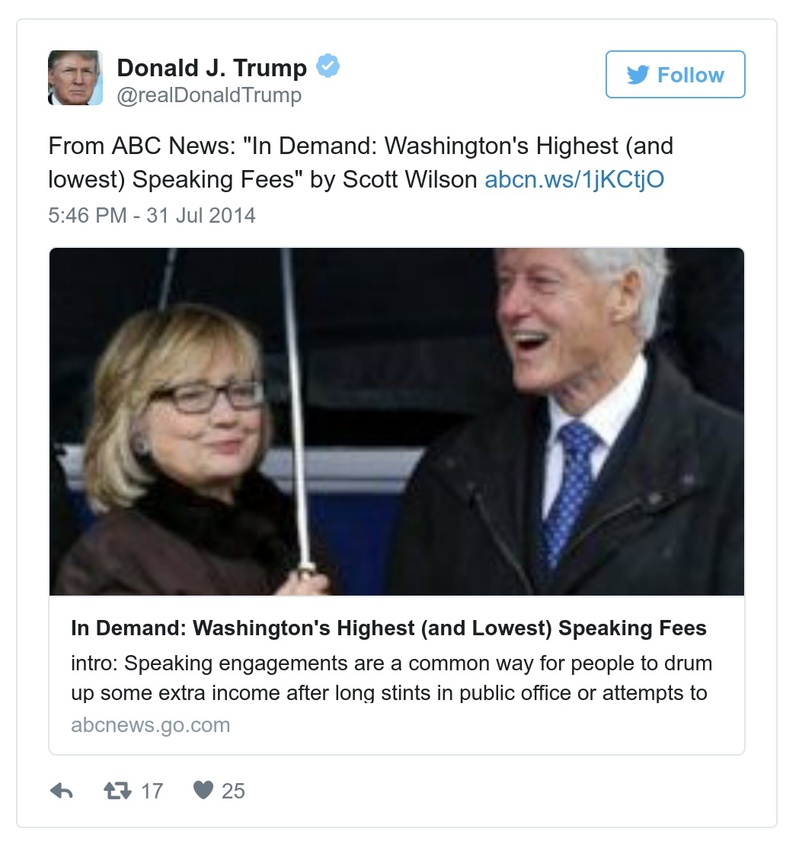 Donald J. Trump
@realDonaldTrump
Follow
From ABC News: "In Demand: Washington's Highest (and
lowest) Speaking Fees" by Scott Wilson abcn.ws/1jKCtjO
5:46 PM - 31 Jul 2014
In Demand: Washington's Highest (and Lowest) Speaking Fees
intro: Speaking engagements are a common way for people to drum
up some extra income after long stints in public office or attempts to
abcnews.go.com
17
25